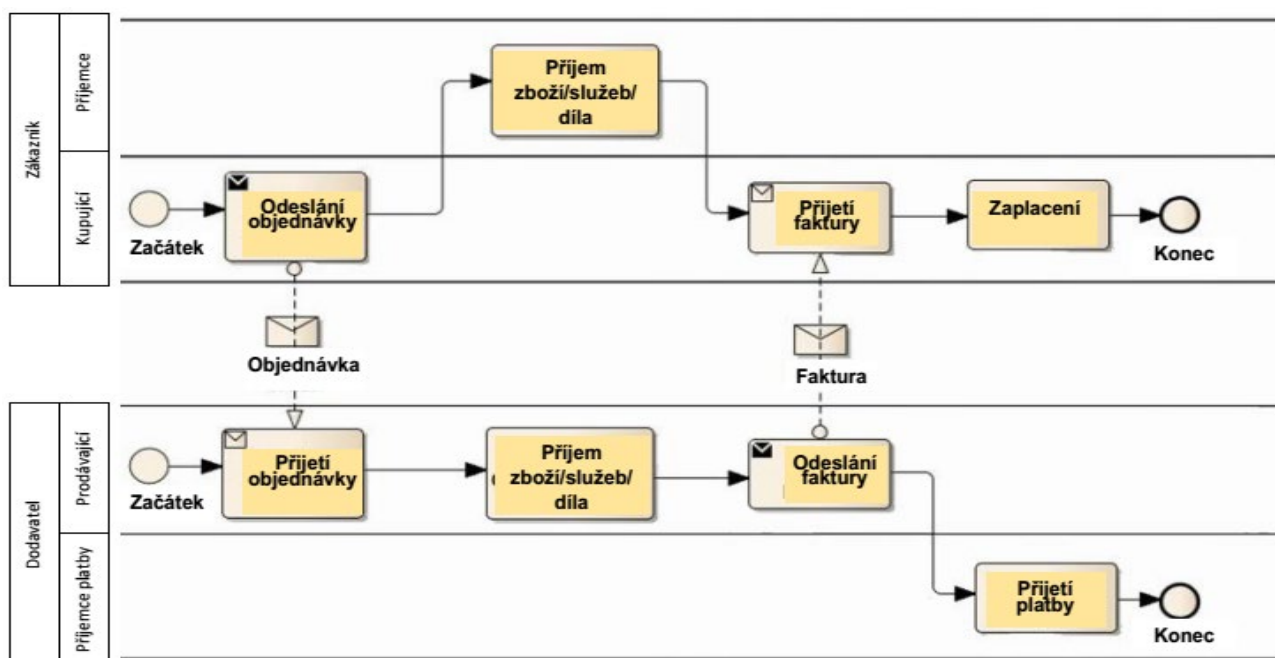 Zákazník
Příjemce
Příjem
zboží/služeb/
díla
Kupující
Začátek
Odeslání
objednávky
Přijetí
faktury
Zaplacení
Konec
Objednávka
Faktura
Dodavatel
Prodávající
Začátek
Přijetí
objednávky
Příjem
zboží/služeb/
díla
Odeslání
faktury
Příjemce platby
Přijetí
platby
Konec